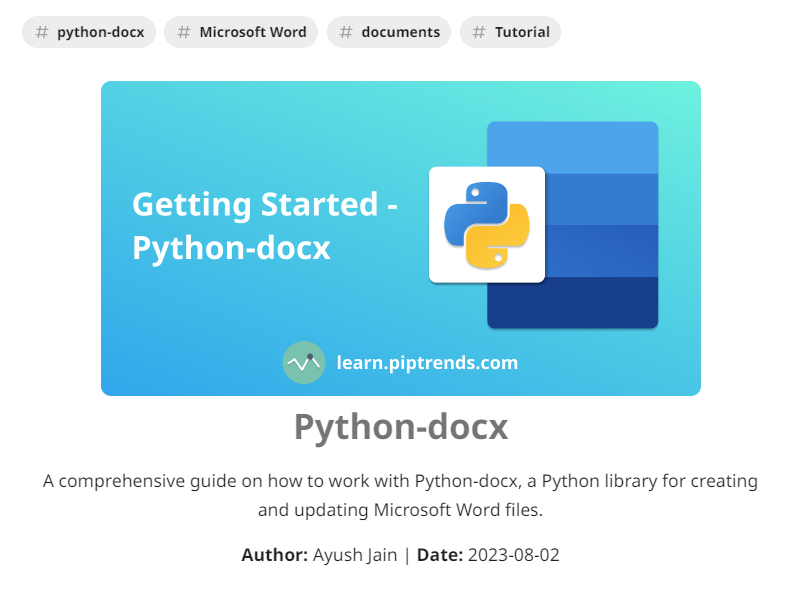 # python-docx
# Microsoft Word
# documents
# Tutorial
Getting Started -
Python-docx
learn.piptrends.com
Python-docx
A comprehensive guide on how to work with Python-docx, a Python library for creating
and updating Microsoft Word files.
Author: Ayush Jain | Date: 2023-08-02